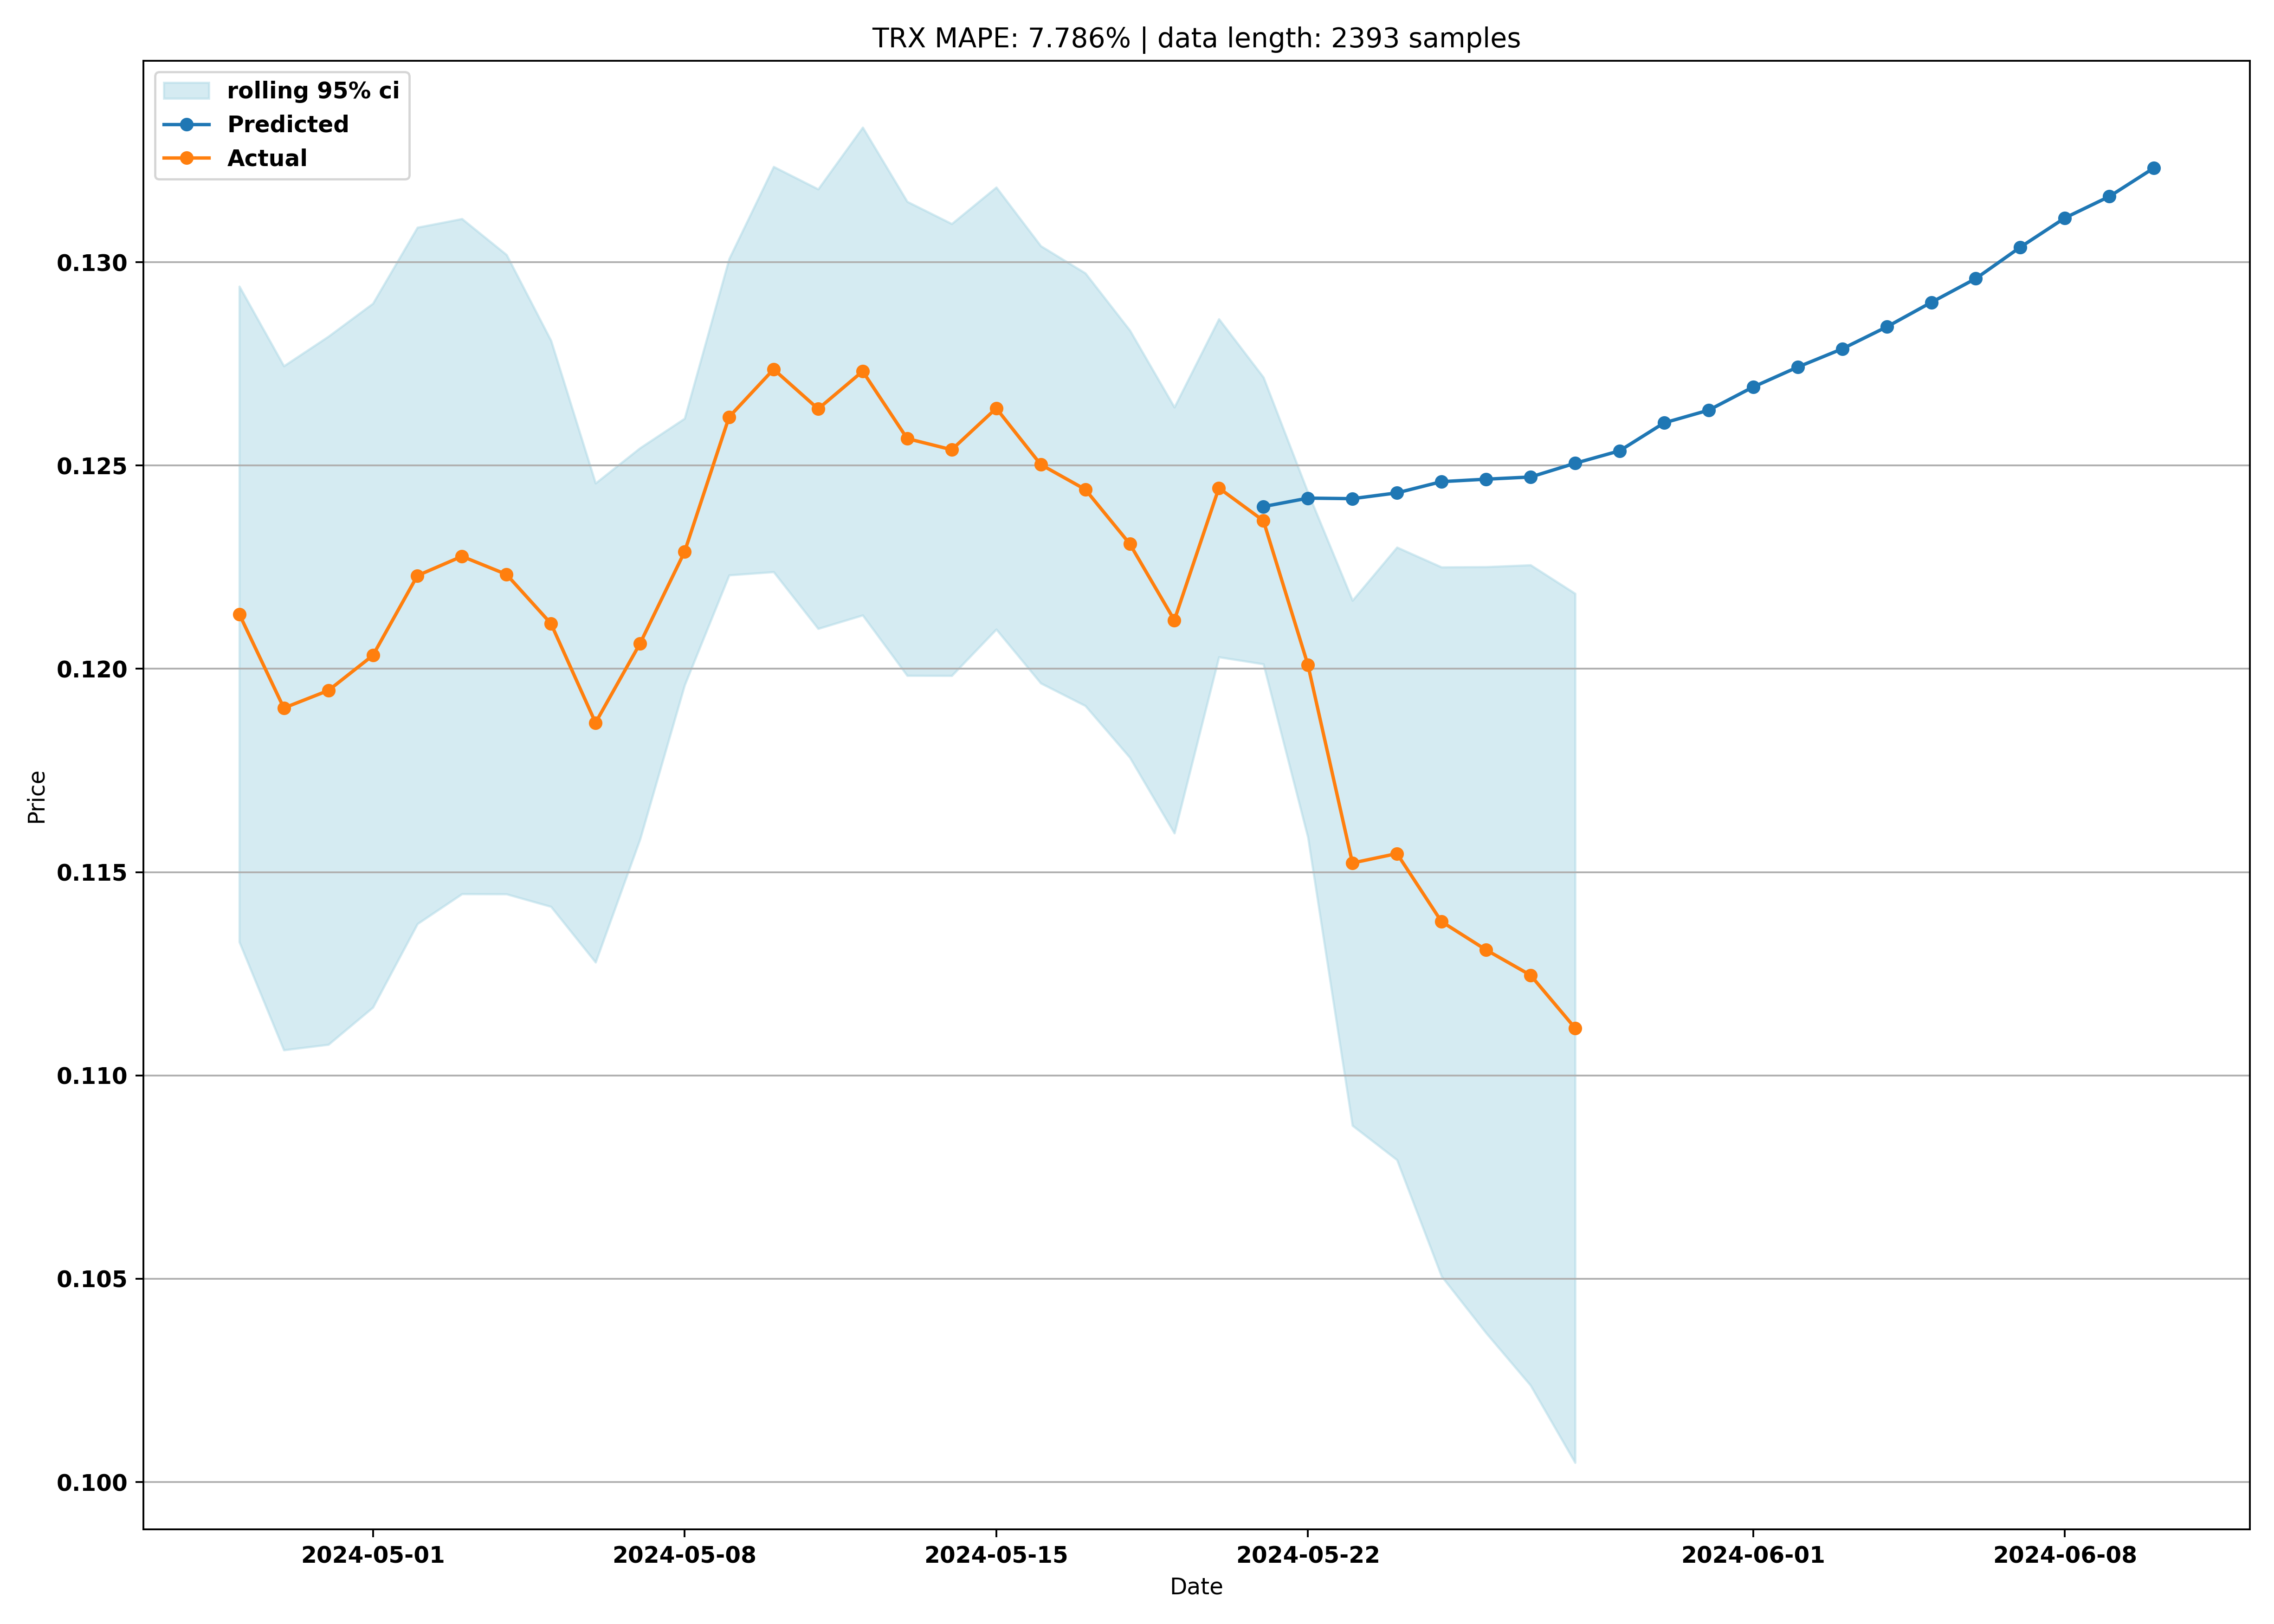 TRX MAPE: 7.786% | data length: 2393 samples
rolling 95% ci
Predicted
Actual
0.130
0.125
0.120
0.115
0.110
0.105
0.100
Price
2024-05-01
2024-05-08
2024-05-15
2024-05-22
2024-06-01
2024-06-08
Date